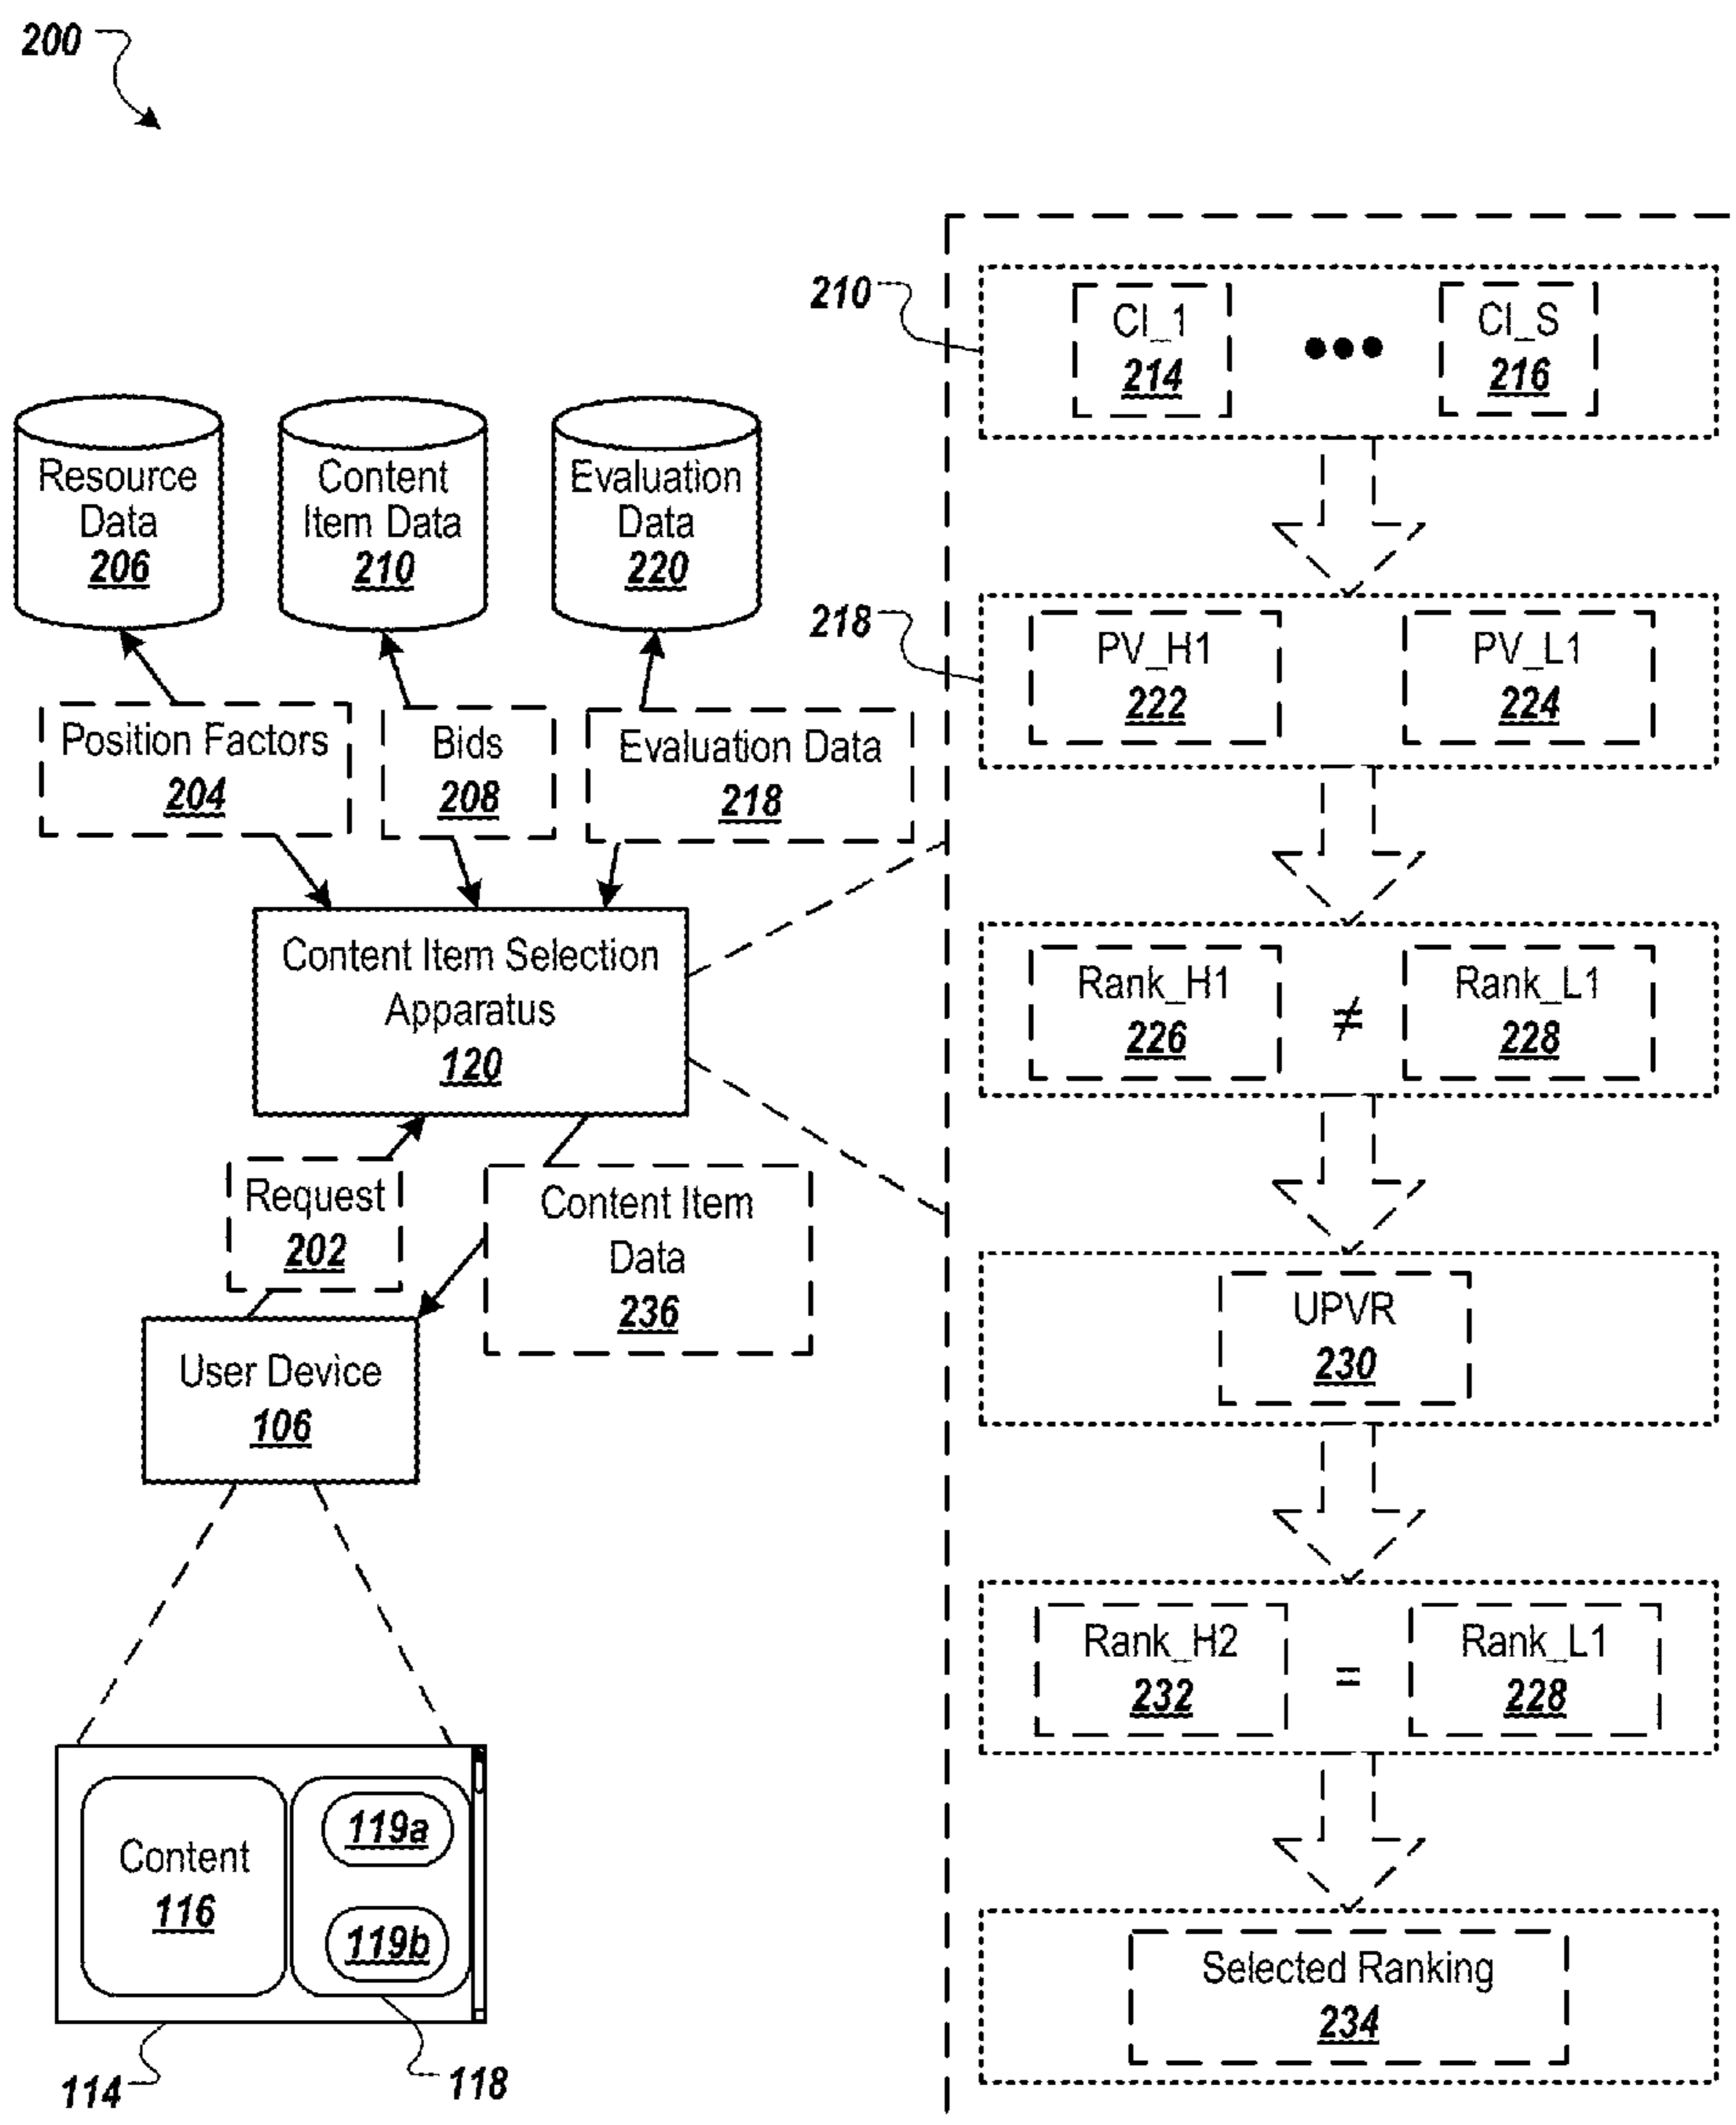 200
Resource
Data
206
Content
Item Data
210
Evaluation
Data
220
Position Factors
204
Bids
208
Evaluation Data
218
Content Item Selection
Apparatus
120
Request
202
Content Item
Data
236
User Device
106
Content
116
119a
119b
114
118
210
CI_1
214
●●●
CI_S
216
218
PV_H1
222
PV_L1
224
Rank_H1
226
≠
Rank_L1
228
UPVR
230
Rank_H2
232
=
Rank_L1
228
Selected Ranking
234